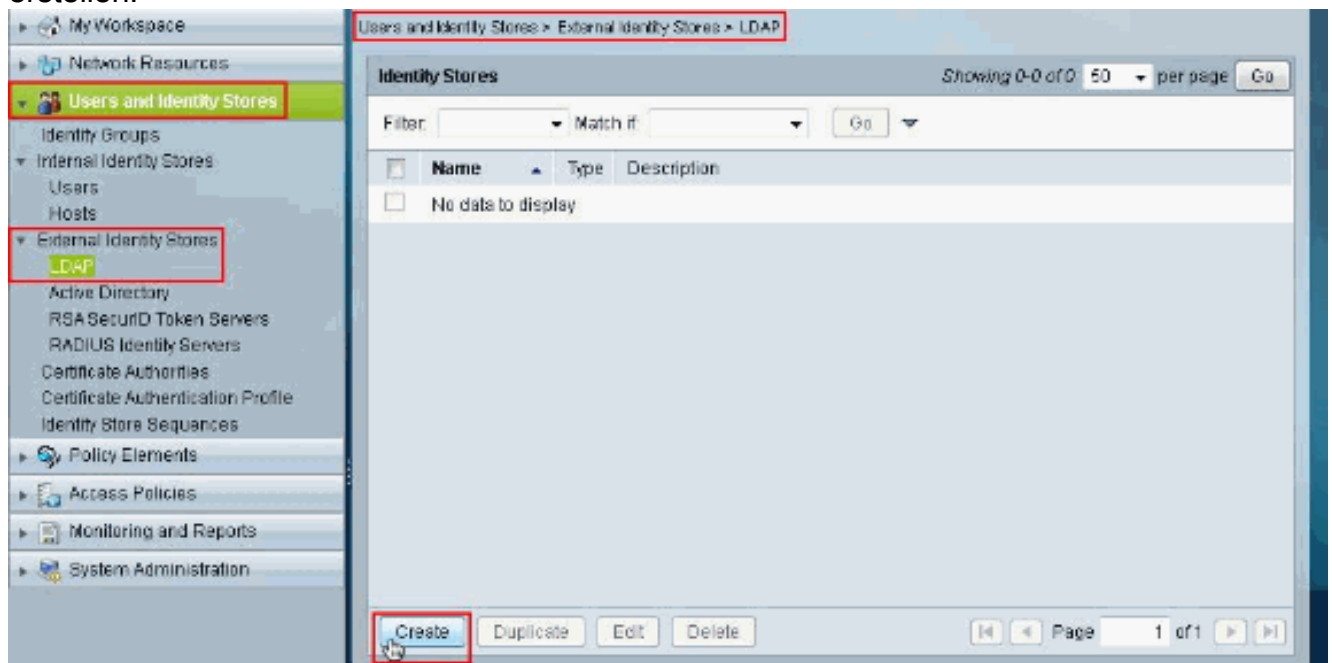 erstellen.
My Workspace
Network Resources
Users and Identity Stores
Identity Groups
Internal Identity Stores
Users
Hosts
External Identity Stores
LDAP
Active Directory
RSA SecurID Token Servers
RADIUS Identity Servers
Certificate Authorities
Certificate Authentication Profile
Identity Store Sequences
Policy Elements
Access Policies
Monitoring and Reports
System Administration
Users and Identity Stores > External Identity Stores > LDAP
Identity Stores Showing 0-0 of 0 50 per page Go
Filter: Match if: Go
Name Type Description
No data to display
Create Duplicate Edit Delete Page 1 of 1